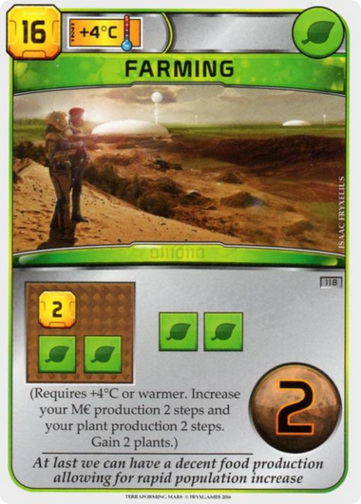 16
+4°C
FARMING
ISAAC FRYXELIUS
118
2
2
(Requires +4°C or warmer. Increase
your M€ production 2 steps and
your plant production 2 steps.
Gain 2 plants.)
At last we can have a decent food production
allowing for rapid population increase
TERRAFORMING MARS © FRYXGAMES 2016